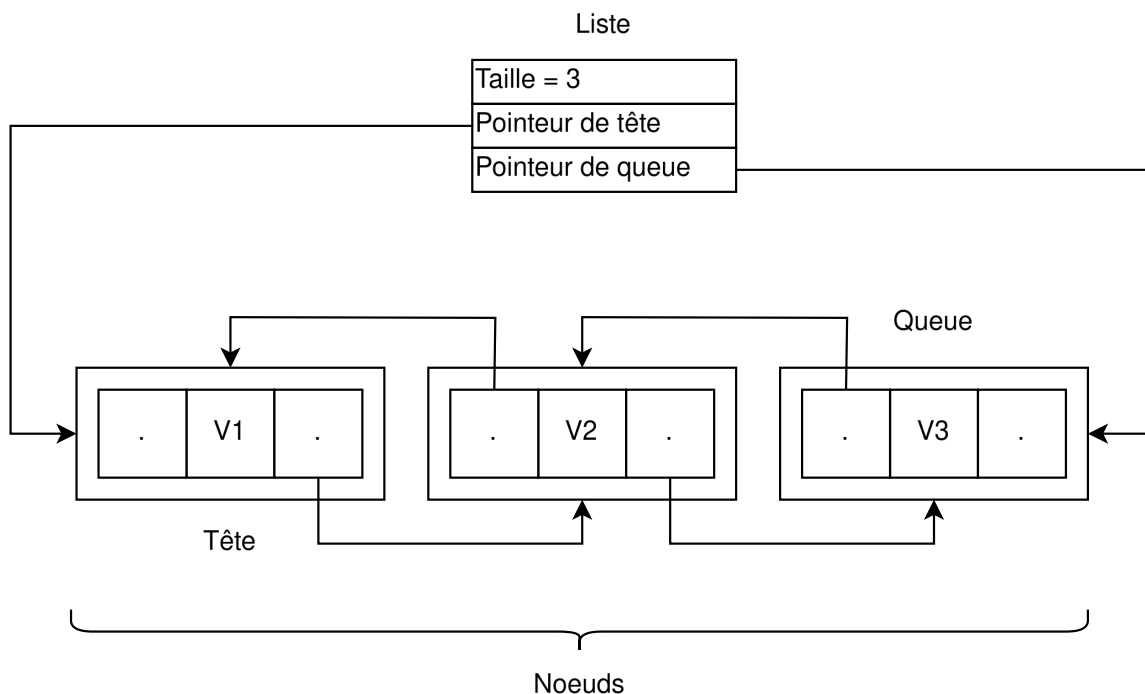 Liste
Taille = 3
Pointeur de tête
Pointeur de queue
Queue
. V1 . . V2 . . V3 .
Tête
Noeuds